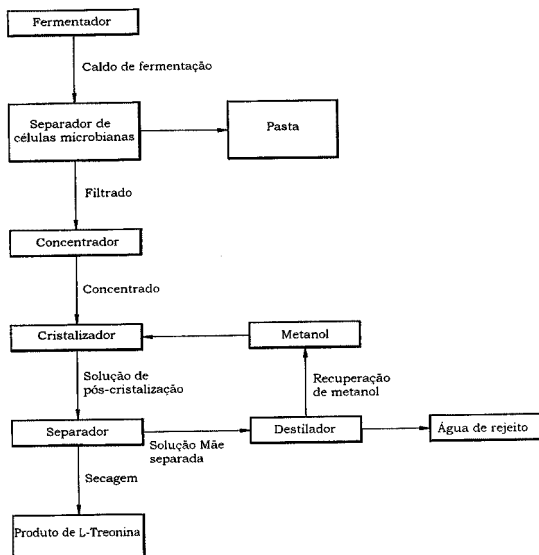 Fermentador
Caldo de fermentação
Separador de
células microbianas
Pasta
Filtrado
Concentrador
Concentrado
Cristalizador
Metanol
Solução de
pós-cristalização
Recuperação
de metanol
Separador
Solução Mãe
separada
Destilador
Água de rejeito
Secagem
Produto de L-Treonina